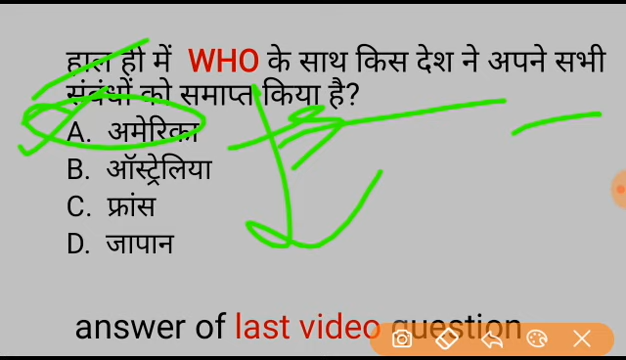 हाल ही में WHO के साथ किस देश ने अपने सभी
संबंधों को समाप्त किया है?
A. अमेरिका
B. ऑस्ट्रेलिया
C. फ्रांस
D. जापान
answer of last video question